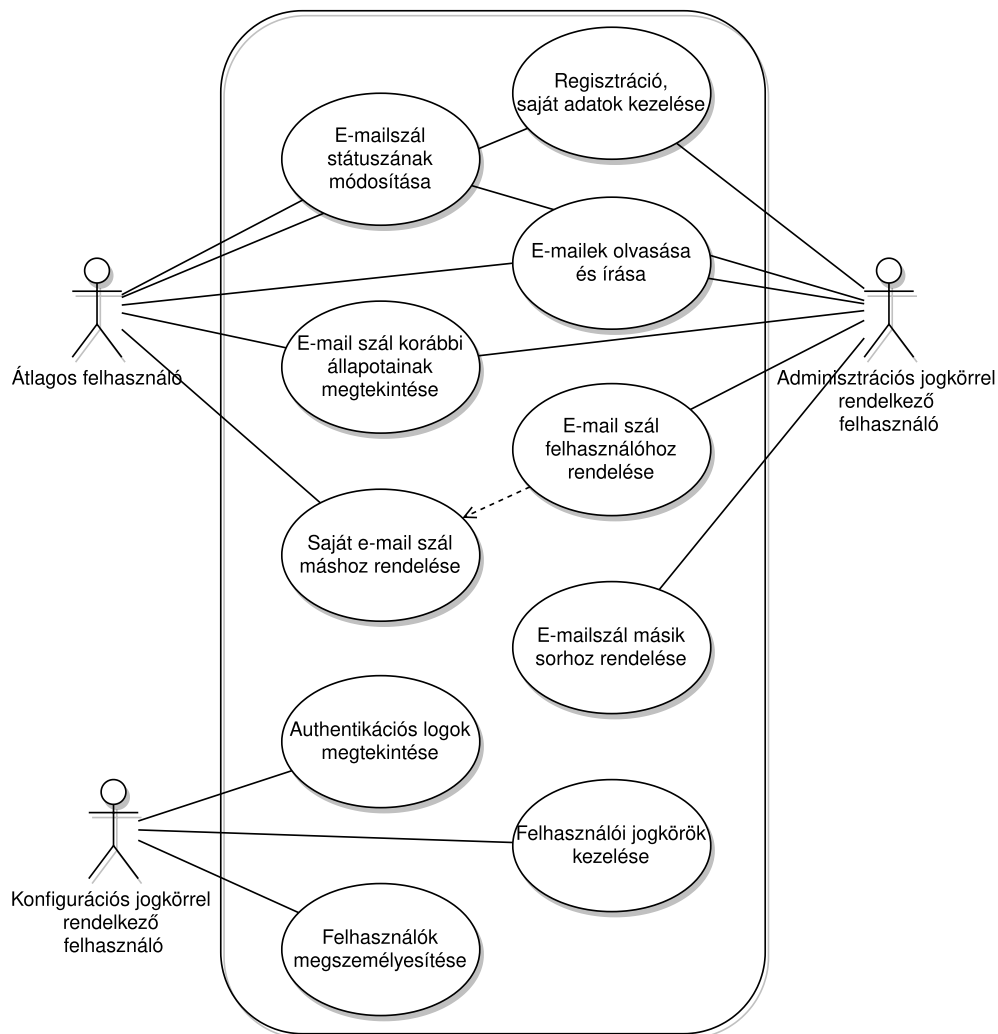 Regisztráció,
saját adatok kezelése
E-mailszál
státuszának
módosítása
E-mailek olvasása
és írása
E-mail szál korábbi
állapotainak
megtekintése
Átlagos felhasználó
Adminisztrációs jogkörrel
rendelkező
felhasználó
E-mail szál
felhasználóhoz
rendelése
Saját e-mail szál
máshoz rendelése
E-mailszál másik
sorhoz rendelése
Authentikációs logok
megtekintése
Felhasználói jogkörök
kezelése
Konfigurációs jogkörrel
rendelkező
felhasználó
Felhasználók
megszemélyesítése